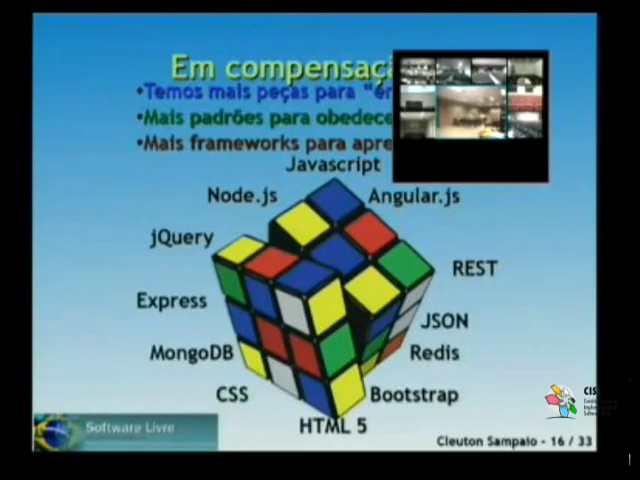 Em compensaç
•Temos mais peças para "
•Mais padrões para obedece
•Mais frameworks para apre
Javascript
Node.js
Angular.js
jQuery
REST
Express
JSON
MongoDB
Redis
CSS
Bootstrap
HTML 5
CIS
Software Livre
Cleuton Sampaio - 16 / 33